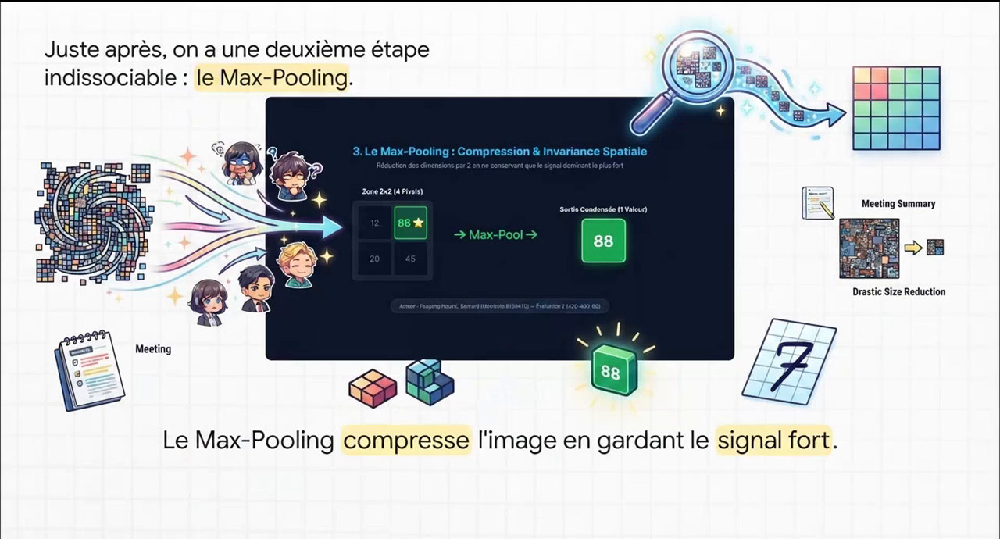 Juste après, on a une deuxième étape
indissociable : le Max-Pooling.
3. Le Max-Pooling : Compression & Invariance Spatiale
Réduction des dimensions par 2 en ne conservant que le signal dominant le plus fort
Zone 2x2 (4 Pixels)
12
88
20
45
Max-Pool
Sortie Condensée (1 Valeur)
88
Meeting
88
Meeting Summary
Drastic Size Reduction
7
Le Max-Pooling compresse l'image en gardant le signal fort.